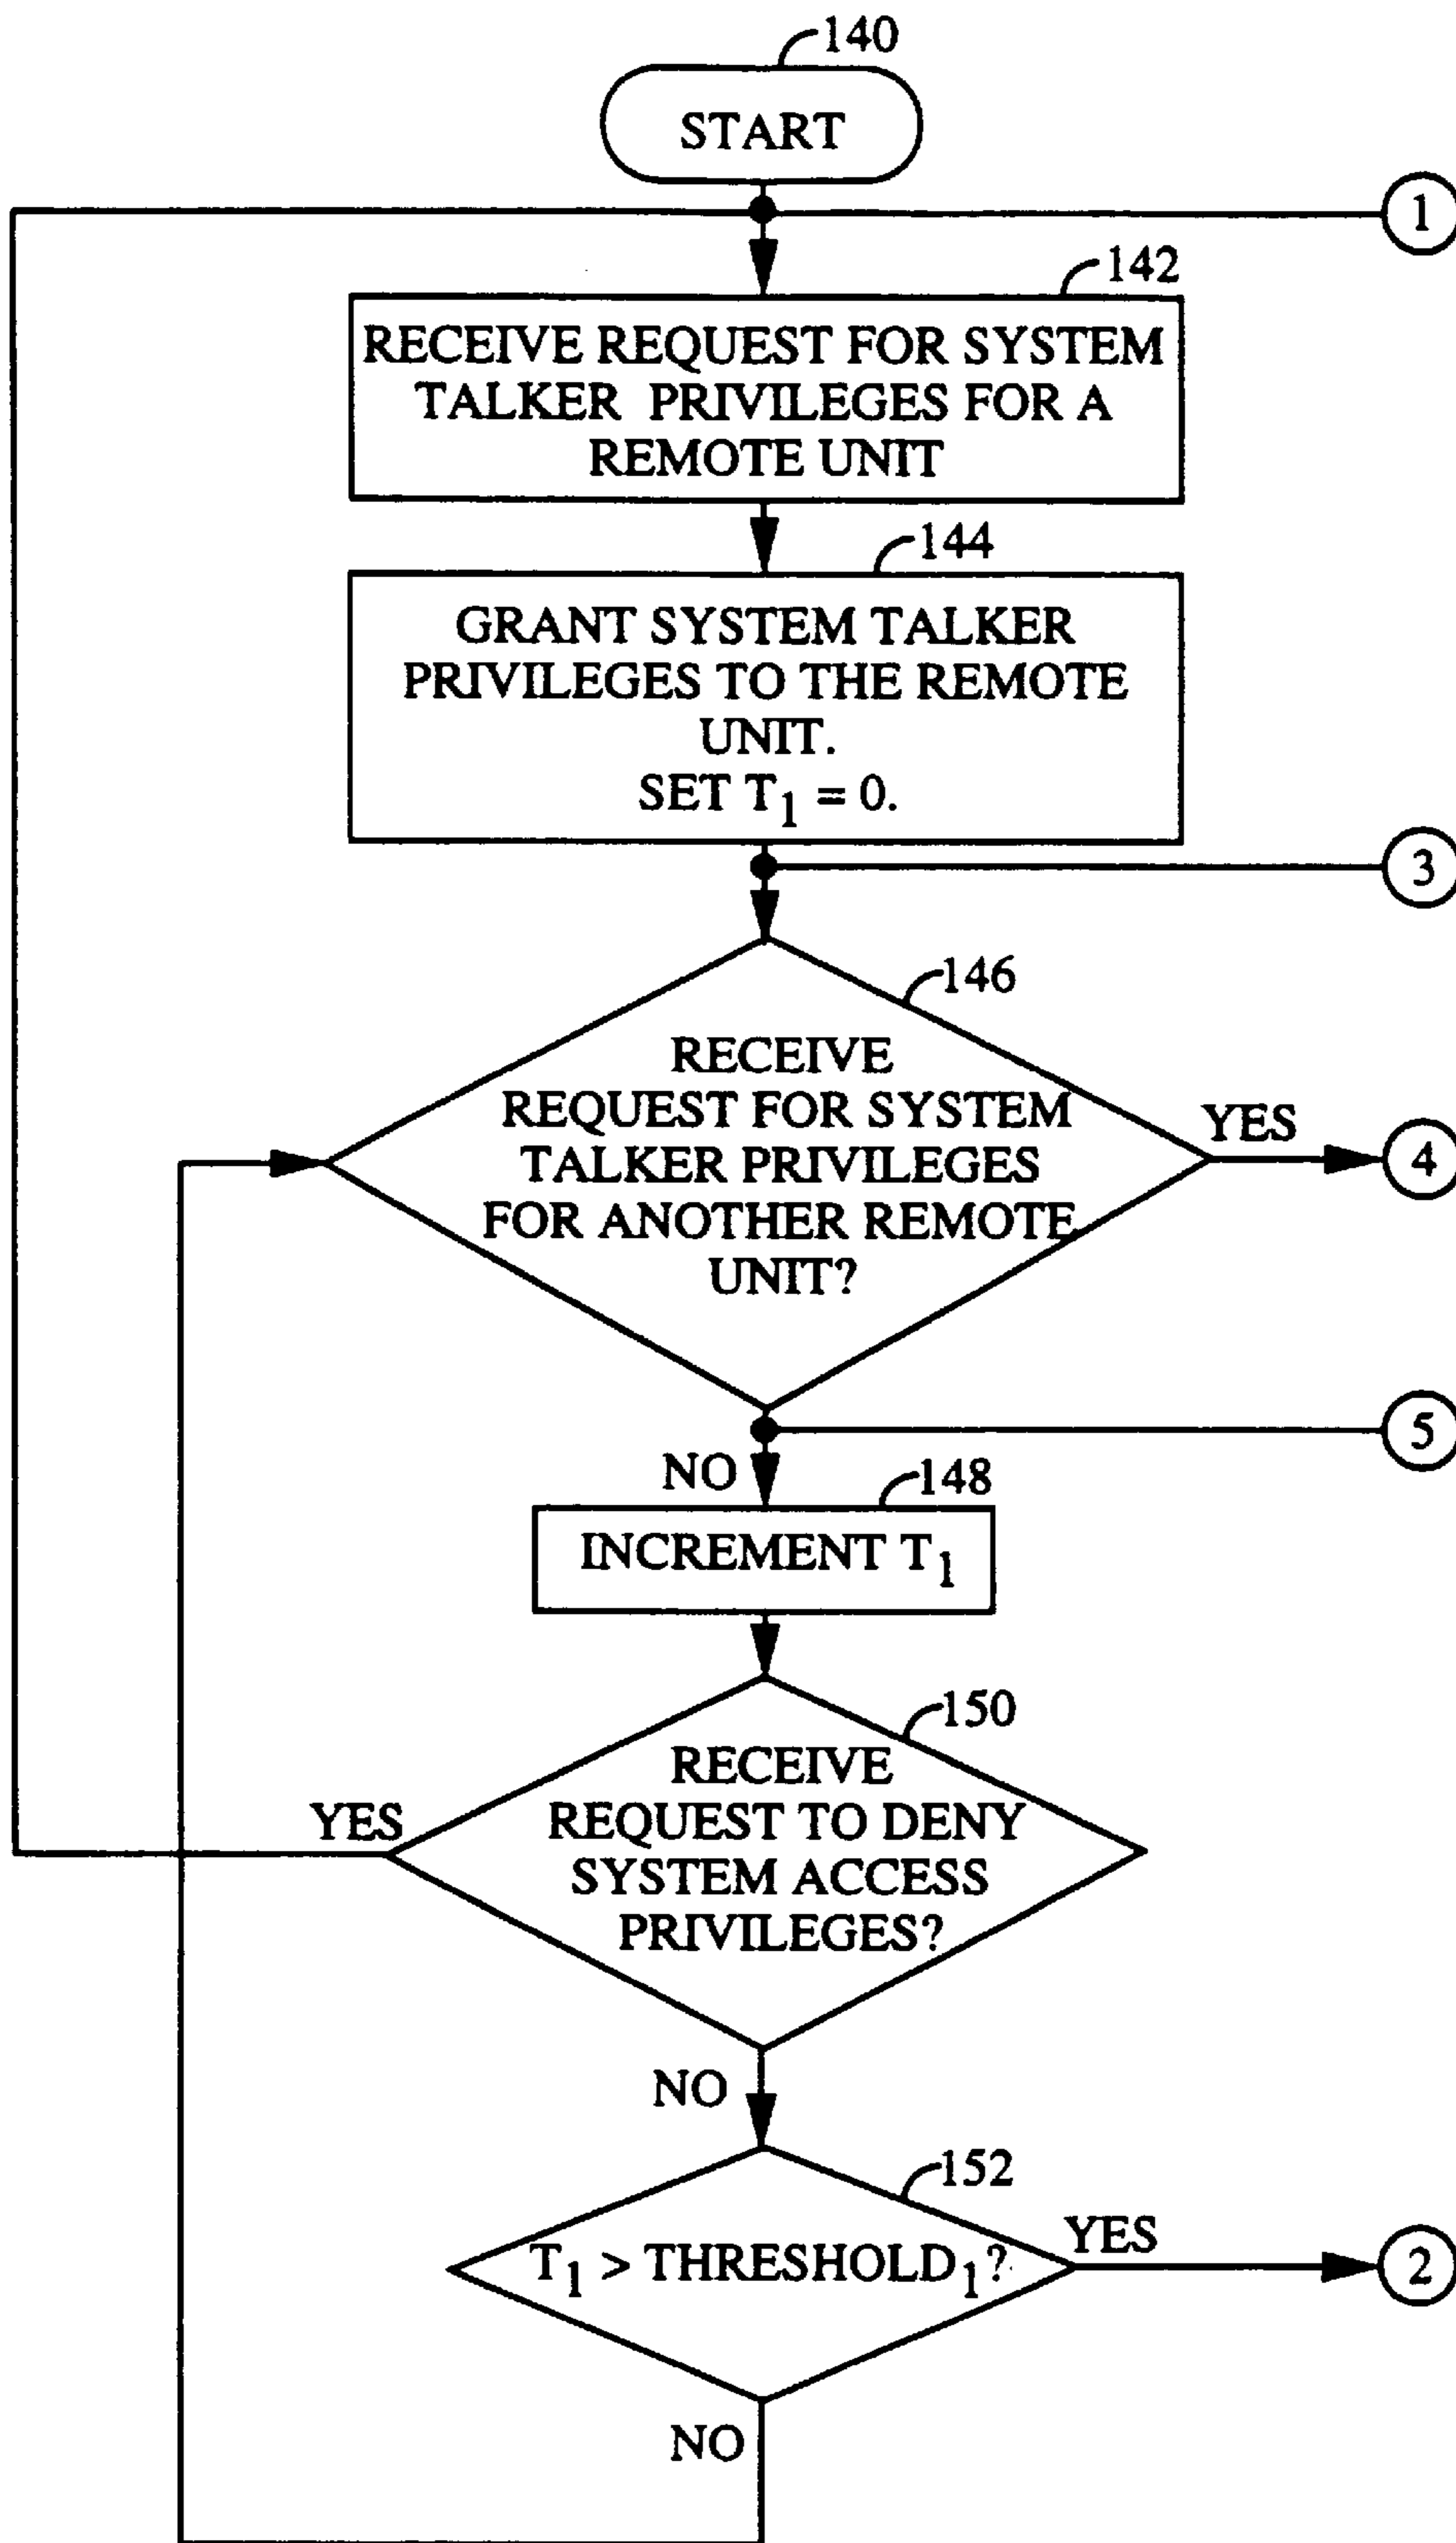 140
START
1
142
RECEIVE REQUEST FOR SYSTEM
TALKER PRIVILEGES FOR A
REMOTE UNIT
144
GRANT SYSTEM TALKER
PRIVILEGES TO THE REMOTE
UNIT.
SET T1 = 0.
3
146
RECEIVE
REQUEST FOR SYSTEM
TALKER PRIVILEGES
FOR ANOTHER REMOTE
UNIT?
YES
4
5
NO
148
INCREMENT T1
150
RECEIVE
REQUEST TO DENY
SYSTEM ACCESS
PRIVILEGES?
YES
NO
152
T1 > THRESHOLD1?
YES
2
NO